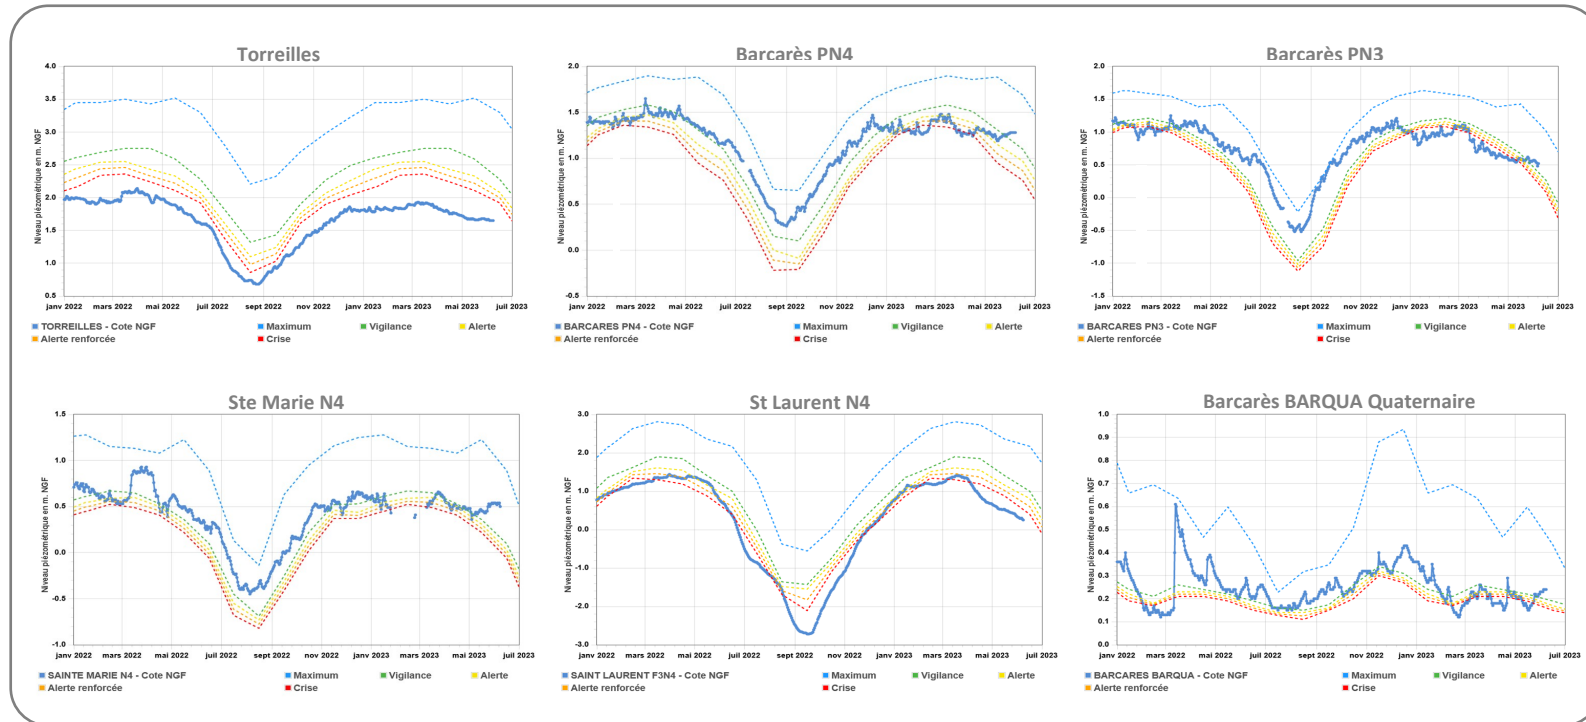 Torreilles
4.0
3.5
3.0
2.5
2.0
1.5
1.0
0.5
Niveau piézométrique en m. NGF
janv 2022 mars 2022 mai 2022 juil 2022 sept 2022 nov 2022 janv 2023 mars 2023 mai 2023 juil 2023
TORREILLES - Cote NGF Maximum Vigilance Alerte
Alerte renforcée Crise
Barcarès PN4
2.0
1.5
1.0
0.5
0.0
-0.5
Niveau piézométrique en m. NGF
janv 2022 mars 2022 mai 2022 juil 2022 sept 2022 nov 2022 janv 2023 mars 2023 mai 2023 juil 2023
BARCARES PN4 - Cote NGF Maximum Vigilance Alerte
Alerte renforcée Crise
Barcarès PN3
2.0
1.5
1.0
0.5
0.0
-0.5
-1.0
-1.5
Niveau piézométrique en m. NGF
janv 2022 mars 2022 mai 2022 juil 2022 sept 2022 nov 2022 janv 2023 mars 2023 mai 2023 juil 2023
BARCARES PN3 - Cote NGF Maximum Vigilance Alerte
Alerte renforcée Crise
Ste Marie N4
1.5
1.0
0.5
0.0
-0.5
-1.0
Niveau piézométrique en m. NGF
janv 2022 mars 2022 mai 2022 juil 2022 sept 2022 nov 2022 janv 2023 mars 2023 mai 2023 juil 2023
SAINTE MARIE N4 - Cote NGF Maximum Vigilance Alerte
Alerte renforcée Crise
St Laurent N4
3.0
2.0
1.0
0.0
-1.0
-2.0
-3.0
Niveau piézométrique en m. NGF
janv 2022 mars 2022 mai 2022 juil 2022 sept 2022 nov 2022 janv 2023 mars 2023 mai 2023 juil 2023
SAINT LAURENT F3N4 - Cote NGF Maximum Vigilance Alerte
Alerte renforcée Crise
Barcarès BARQUA Quaternaire
1.0
0.9
0.8
0.7
0.6
0.5
0.4
0.3
0.2
0.1
0.0
Niveau piézométrique en m. NGF
janv 2022 mars 2022 mai 2022 juil 2022 sept 2022 nov 2022 janv 2023 mars 2023 mai 2023 juil 2023
BARCARES BARQUA - Cote NGF Maximum Vigilance Alerte
Alerte renforcée Crise